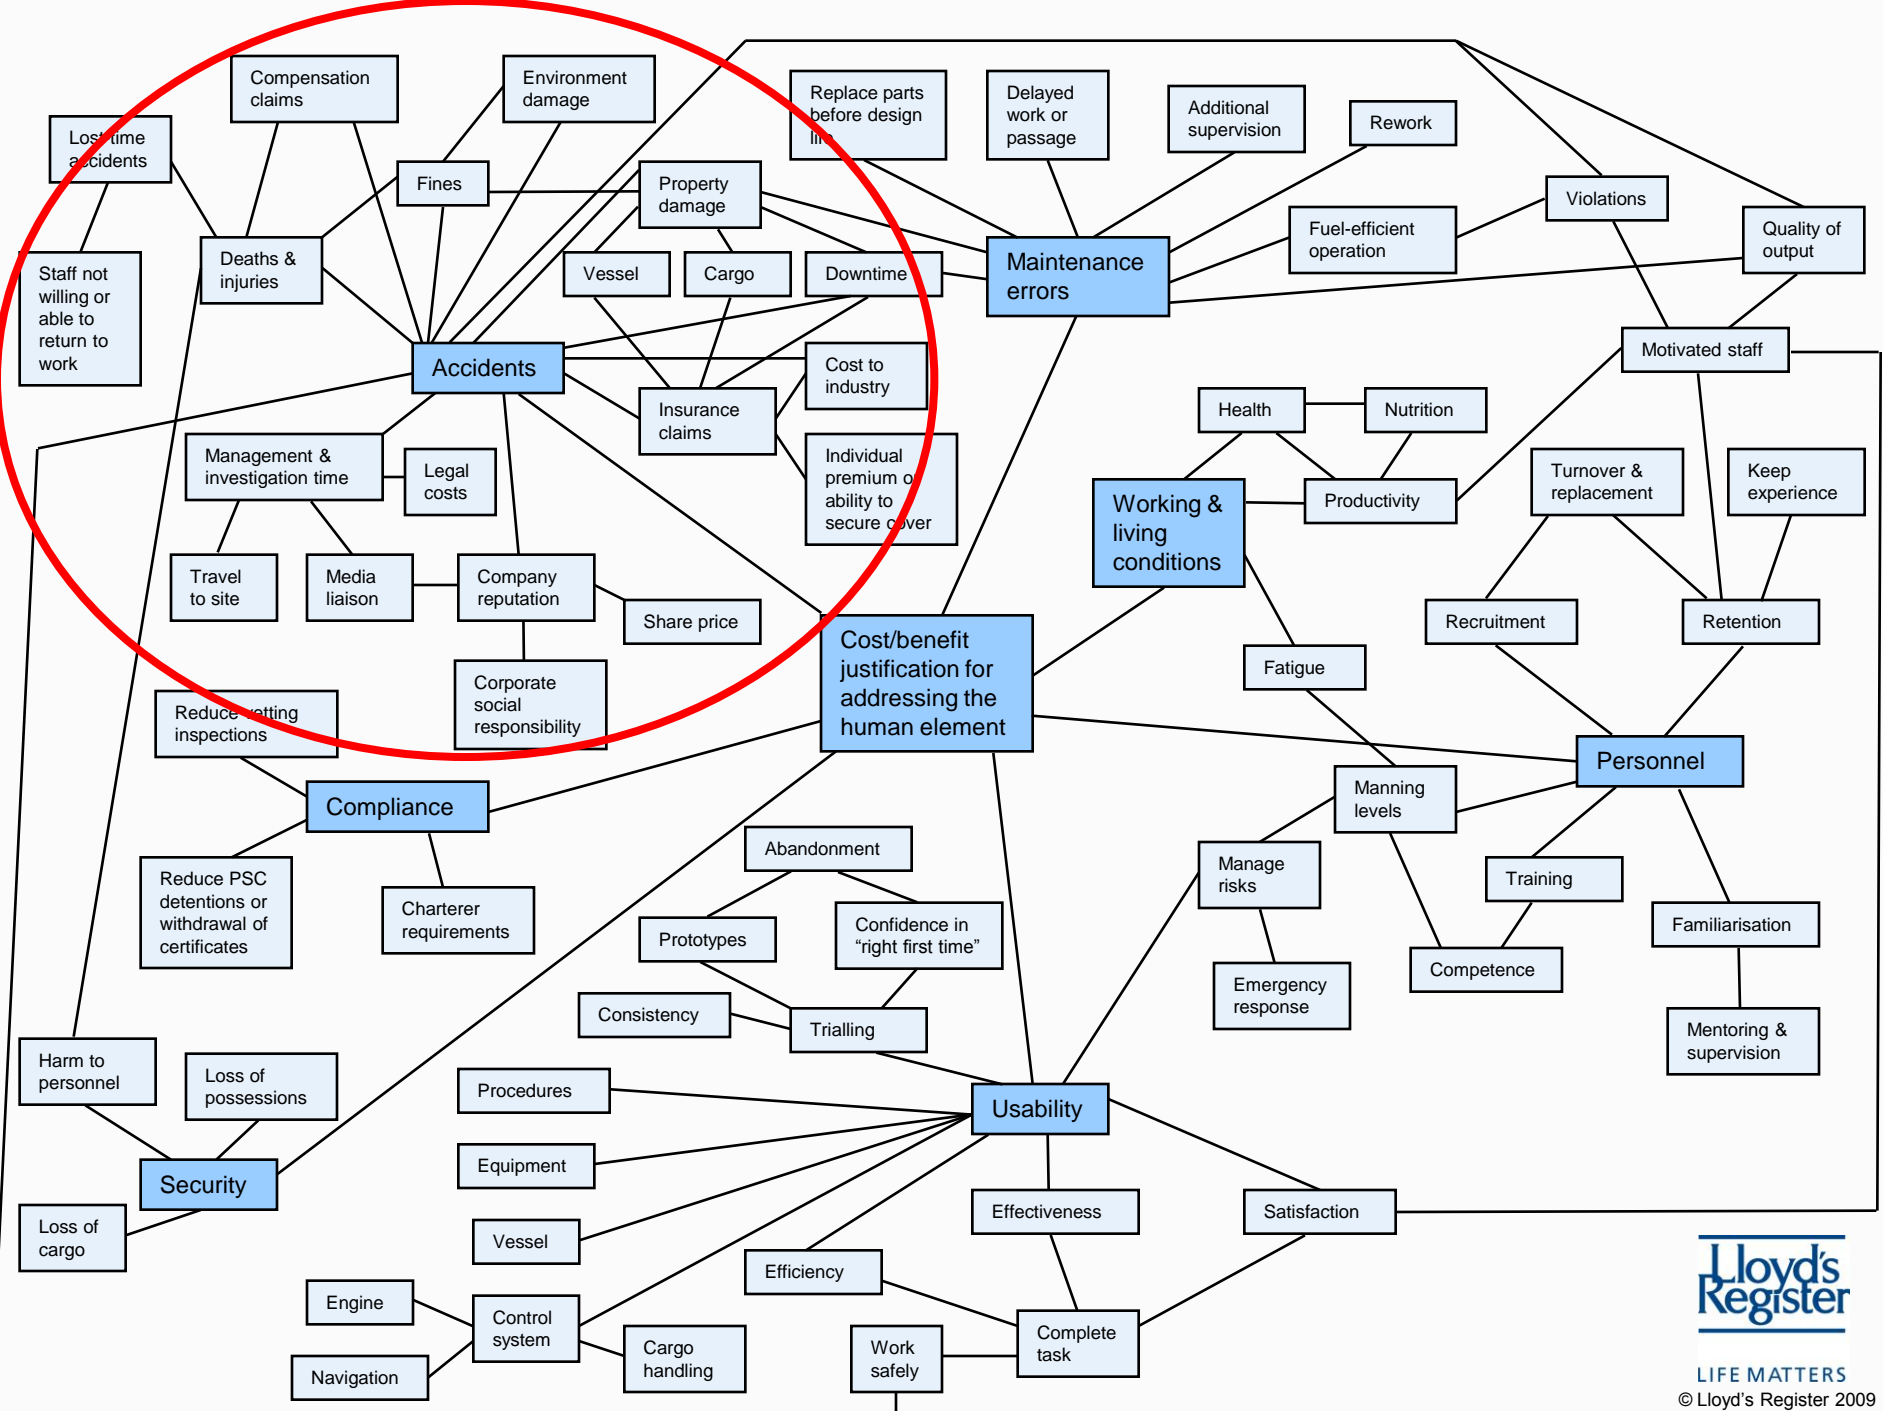 Compensation
claims
Environment
damage
Replace parts
before design
life
Delayed
work or
passage
Additional
supervision
Rework
Lost time
accidents
Fines
Property
damage
Violations
Fuel-efficient
operation
Quality of
output
Staff not
willing or
able to
return to
work
Deaths &
injuries
Vessel
Cargo
Downtime
Maintenance
errors
Motivated staff
Accidents
Cost to
industry
Insurance
claims
Health
Nutrition
Management &
investigation time
Legal
costs
Individual
premium or
ability to
secure cover
Working &
living
conditions
Productivity
Turnover &
replacement
Keep
experience
Travel
to site
Media
liaison
Company
reputation
Share price
Recruitment
Retention
Cost/benefit
justification for
addressing the
human element
Fatigue
Corporate
social
responsibility
Reduce vetting
inspections
Personnel
Compliance
Manning
levels
Abandonment
Manage
risks
Training
Reduce PSC
detentions or
withdrawal of
certificates
Charterer
requirements
Prototypes
Confidence in
“right first time”
Familiarisation
Competence
Emergency
response
Consistency
Trialling
Mentoring &
supervision
Harm to
personnel
Loss of
possessions
Procedures
Usability
Equipment
Security
Loss of
cargo
Vessel
Effectiveness
Satisfaction
Efficiency
Engine
Control
system
Navigation
Cargo
handling
Work
safely
Complete
task
Lloyd's
Register
LIFE MATTERS
© Lloyd’s Register 2009